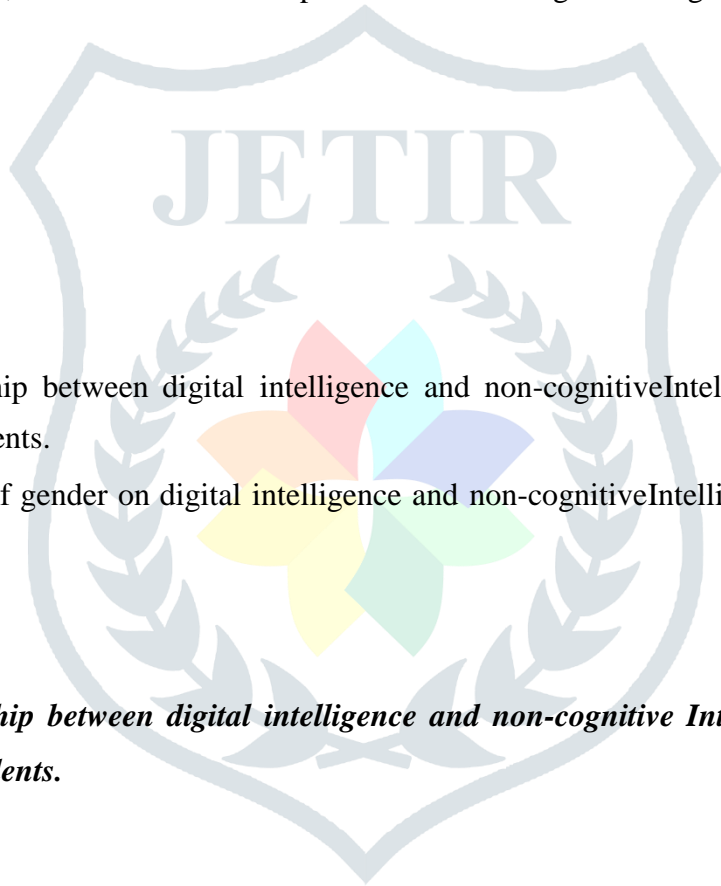 JETIR
hip between digital intelligence and non-cognitiveIntel
ents.
f gender on digital intelligence and non-cognitiveIntelli
hip between digital intelligence and non-cognitive Int
dents.